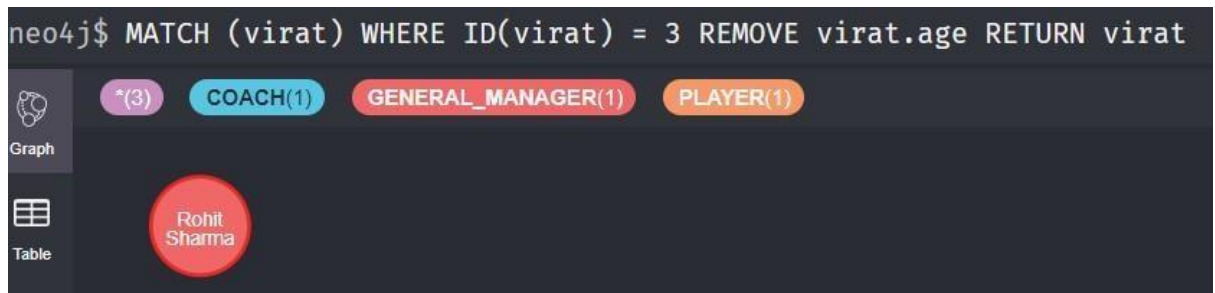 neo4j$ MATCH (virat) WHERE ID(virat) = 3 REMOVE virat.age RETURN virat
*(3) COACH(1) GENERAL_MANAGER(1) PLAYER(1)
Graph
Rohit
Sharma
Table